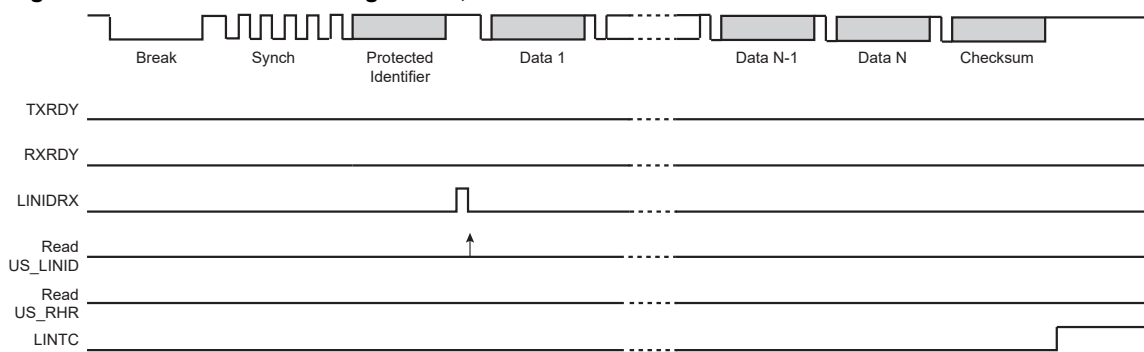 Break
Synch
Protected
Identifier
Data 1
Data N-1
Data N
Checksum
TXRDY
RXRDY
LINIDRX
Read
US_LINID
Read
US_RHR
LINTC